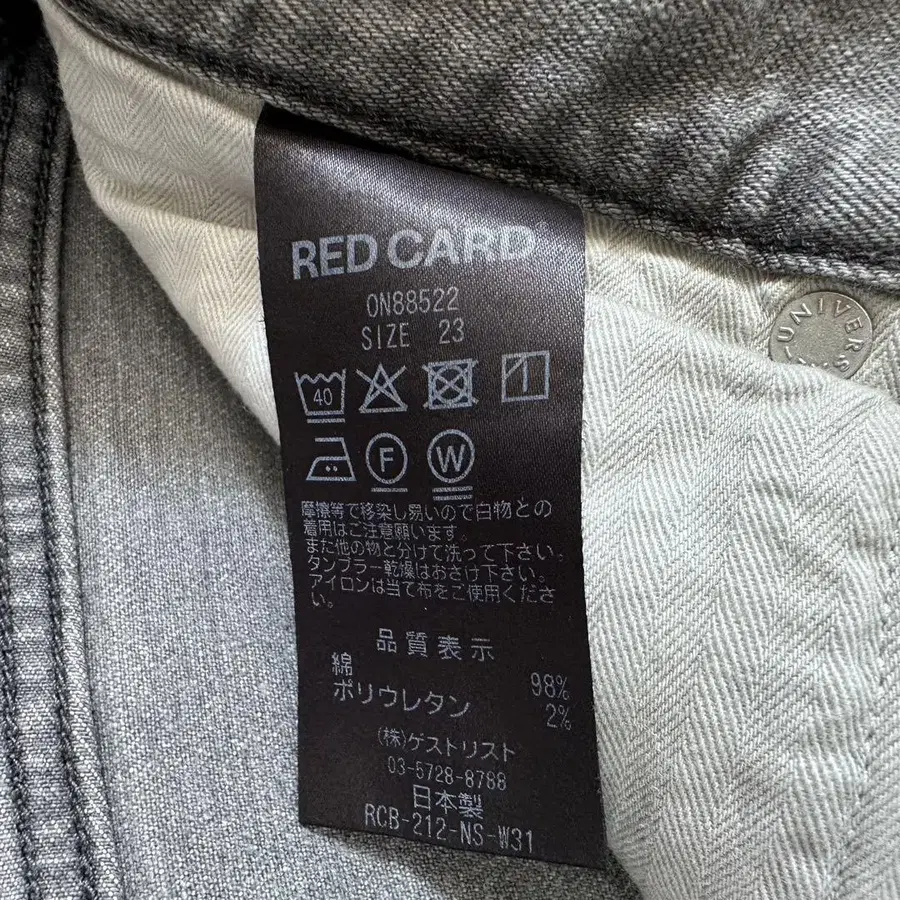 RED CARD
ON88522
SIZE 23
40
F W
摩擦等で移染し易いので白物との
着用はご注意願います。
また他の物と分けて洗って下さい。
タンブラー乾燥はおさけ下さい。
アイロンは当て布をご使用くださ
い。
品質表示
綿 98%
ポリウレタン 2%
(株)ゲストリスト
03-5728-8788
日本製
RCB-212-NS-W31
UNIVERS